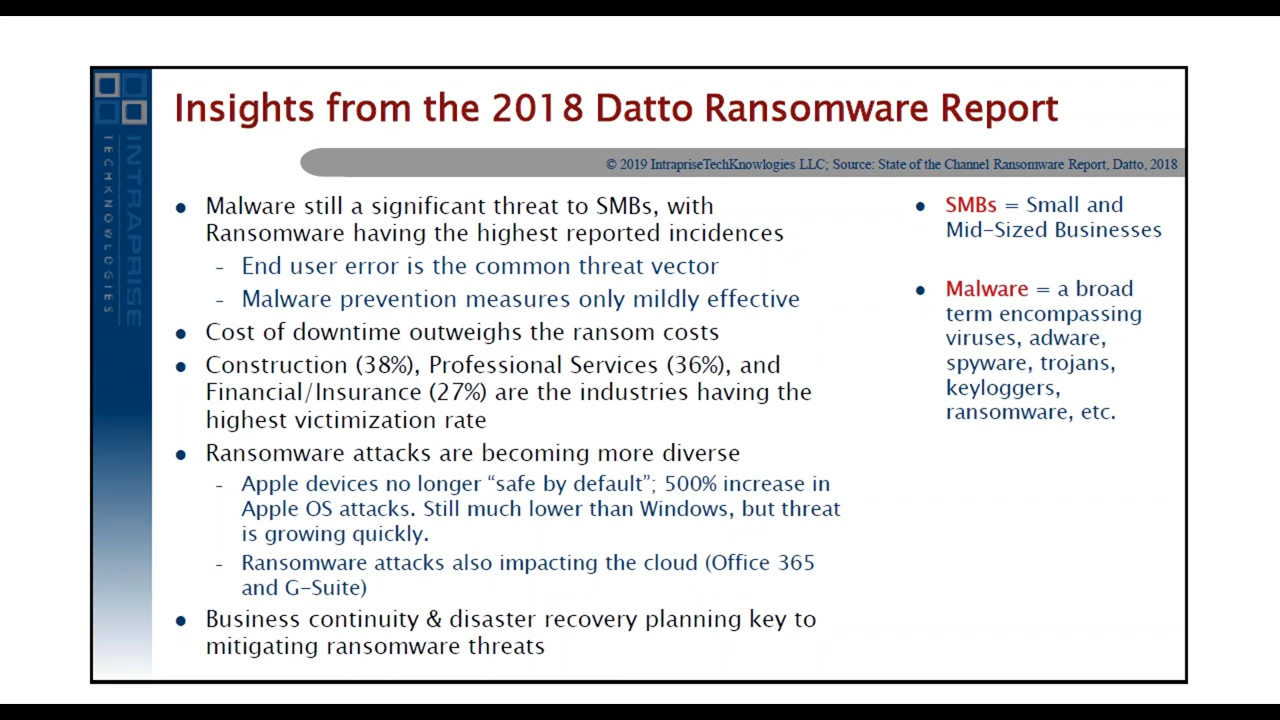 Insights from the 2018 Datto Ransomware Report
© 2019 IntrapriseTechKnowlogies LLC; Source: State of the Channel Ransomware Report, Datto, 2018
INTRAPRISE
TECHKNOWLOGIES
• Malware still a significant threat to SMBs, with
Ransomware having the highest reported incidences
- End user error is the common threat vector
- Malware prevention measures only mildly effective
• Cost of downtime outweighs the ransom costs
• Construction (38%), Professional Services (36%), and
Financial/Insurance (27%) are the industries having the
highest victimization rate
• Ransomware attacks are becoming more diverse
- Apple devices no longer “safe by default”; 500% increase in
Apple OS attacks. Still much lower than Windows, but threat
is growing quickly.
- Ransomware attacks also impacting the cloud (Office 365
and G-Suite)
• Business continuity & disaster recovery planning key to
mitigating ransomware threats
• SMBs = Small and
Mid-Sized Businesses
• Malware = a broad
term encompassing
viruses, adware,
spyware, trojans,
keyloggers,
ransomware, etc.